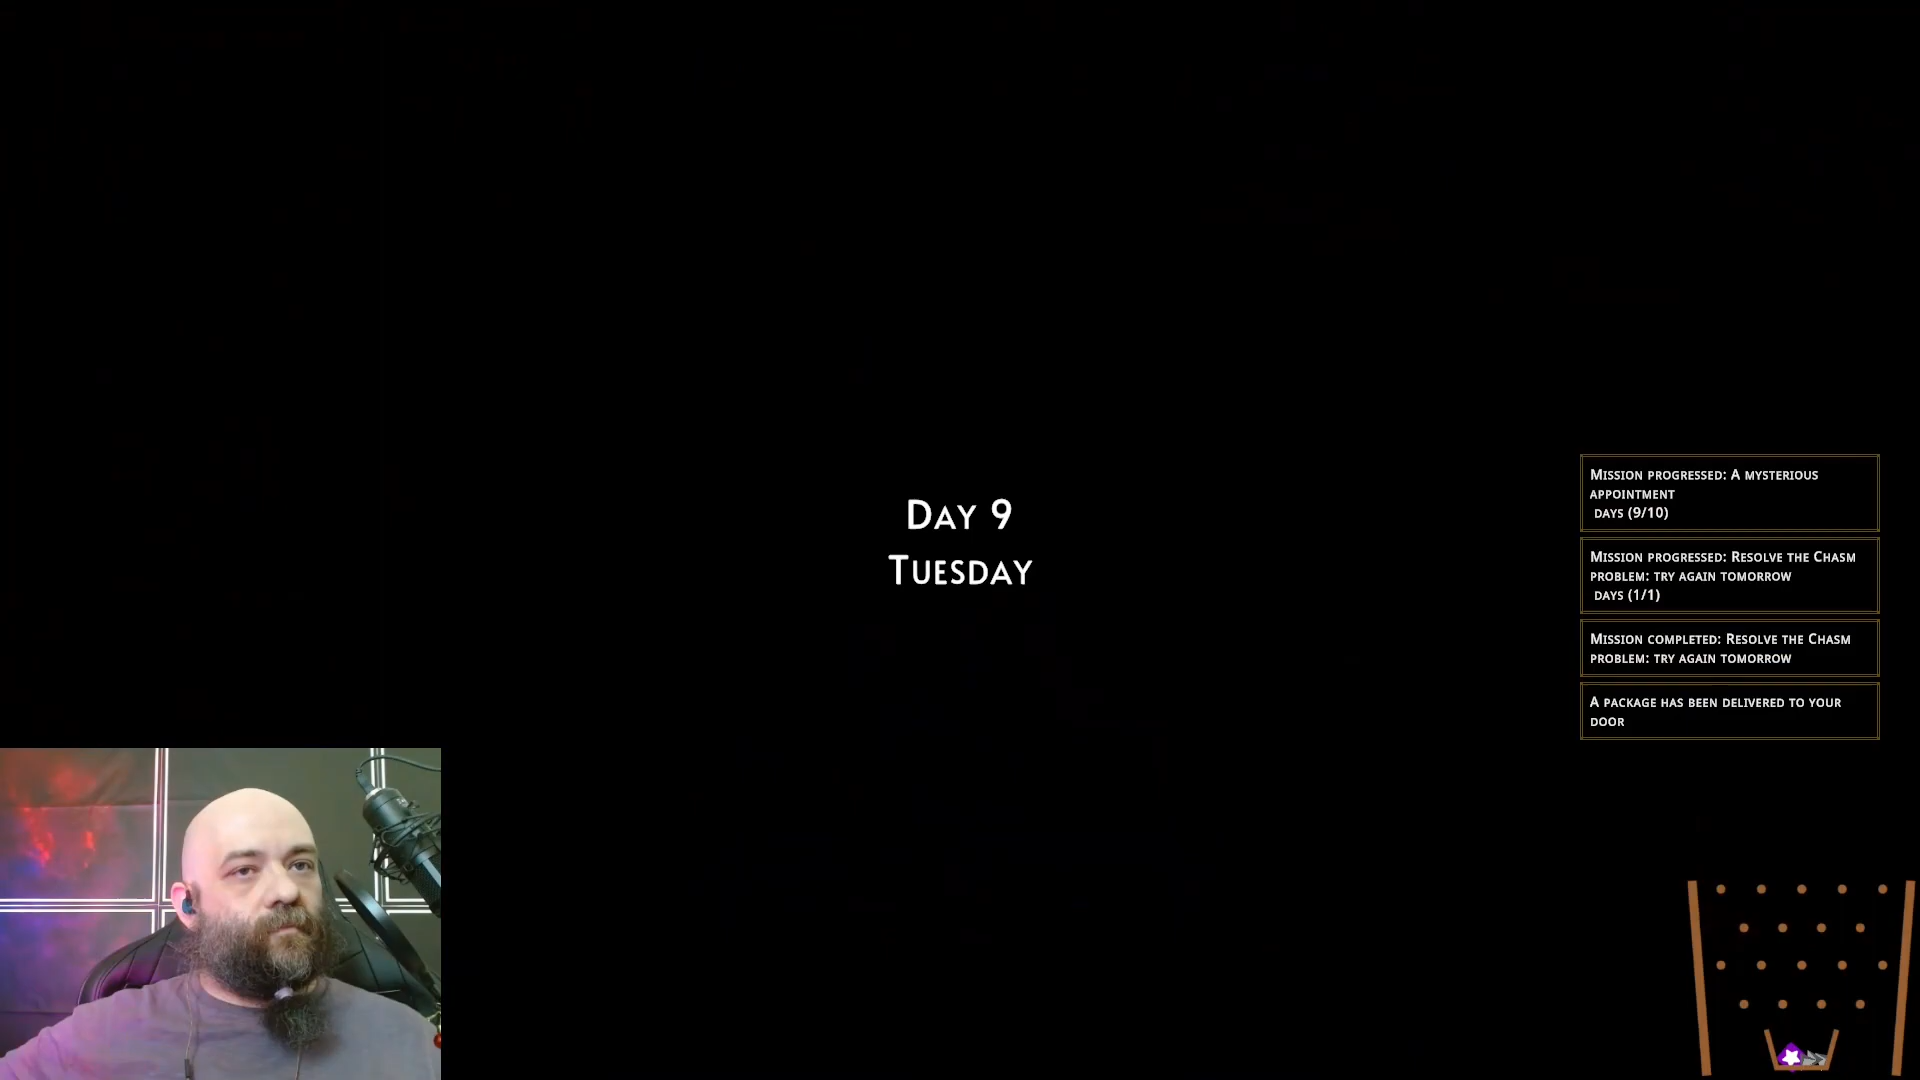 Day 9
Tuesday
Mission progressed: A mysterious
appointment
days (9/10)
Mission progressed: Resolve the Chasm
problem: try again tomorrow
days (1/1)
Mission completed: Resolve the Chasm
problem: try again tomorrow
A package has been delivered to your
door